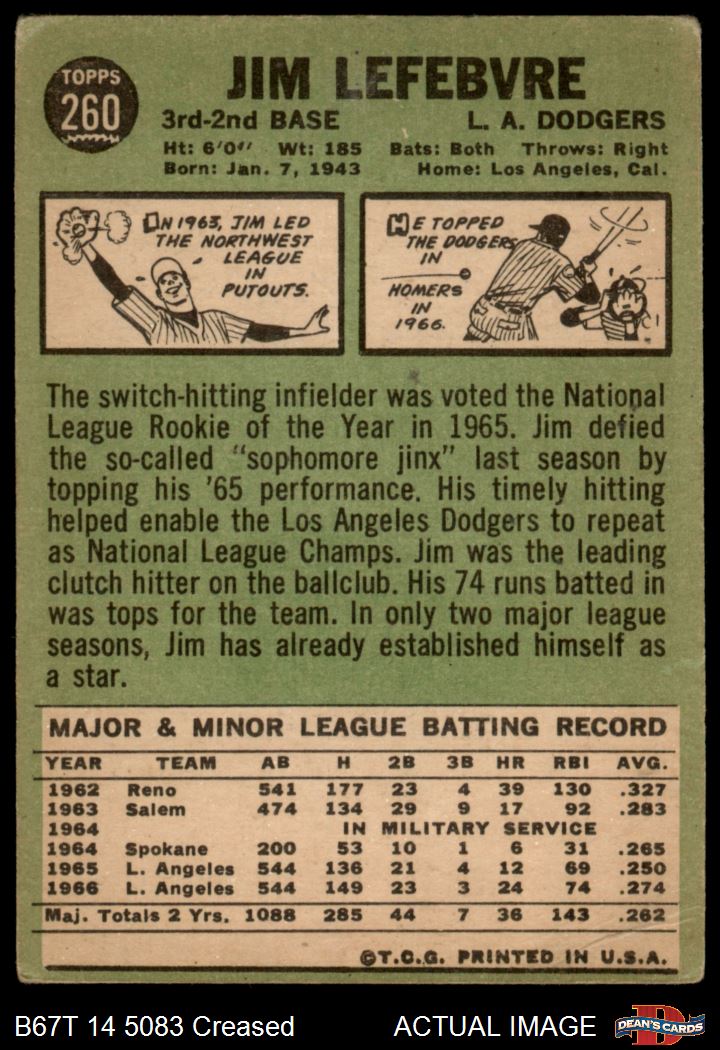 TOPPS
260
JIM LEFEBVRE
3rd-2nd BASE L. A. DODGERS
Ht: 6'0" Wt: 185 Bats: Both Throws: Right
Born: Jan. 7, 1943 Home: Los Angeles, Cal.
IN 1963, JIM LED
THE NORTHWEST
LEAGUE
IN
PUTOUTS.
HE TOPPED
THE DODGERS
IN
HOMERS
IN
1966.
The switch-hitting infielder was voted the National
League Rookie of the Year in 1965. Jim defied
the so-called "sophomore jinx" last season by
topping his '65 performance. His timely hitting
helped enable the Los Angeles Dodgers to repeat
as National League Champs. Jim was the leading
clutch hitter on the ballclub. His 74 runs batted in
was tops for the team. In only two major league
seasons, Jim has already established himself as
a star.
MAJOR & MINOR LEAGUE BATTING RECORD
YEAR TEAM AB H 2B 3B HR RBI AVG.
1962 Reno 541 177 23 4 39 130 .327
1963 Salem 474 134 29 9 17 92 .283
1964 IN MILITARY SERVICE
1964 Spokane 200 53 10 1 6 31 .265
1965 L. Angeles 544 136 21 4 12 69 .250
1966 L. Angeles 544 149 23 3 24 74 .274
Maj. Totals 2 Yrs. 1088 285 44 7 36 143 .262
©T.C.G. PRINTED IN U.S.A.
B67T 14 5083 Creased ACTUAL IMAGE
D
DEAN'S CARDS